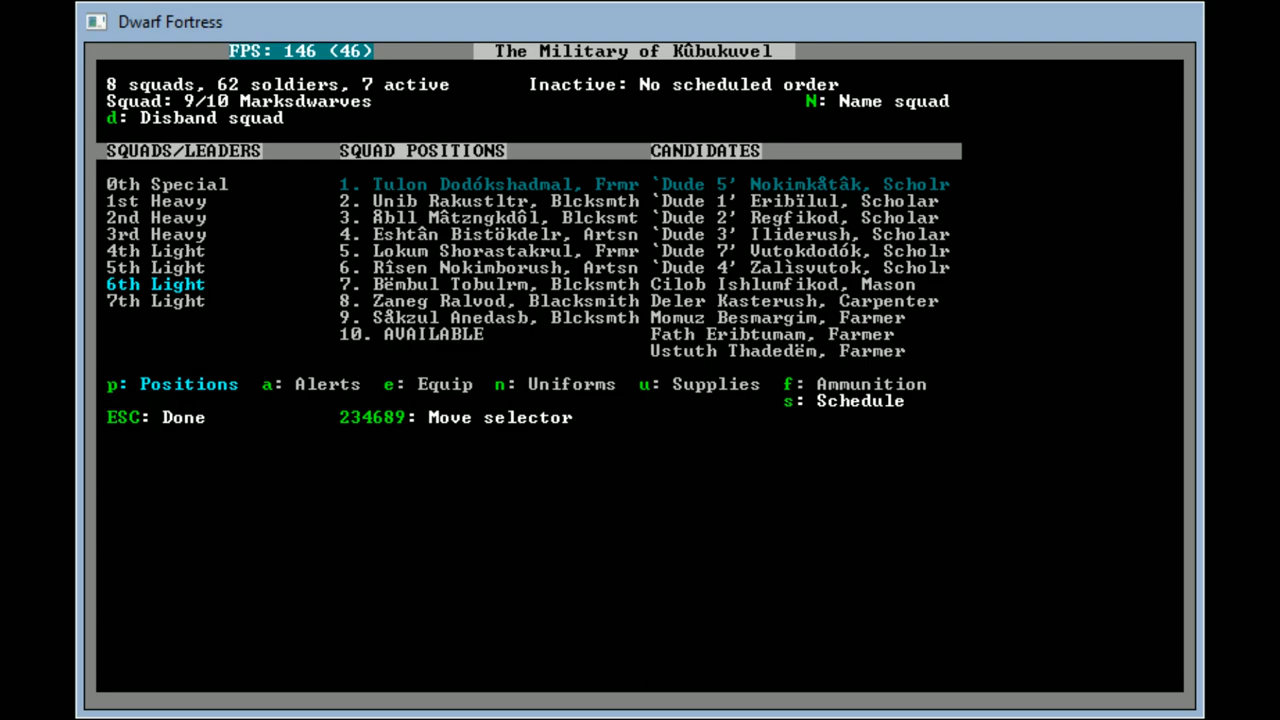 Dwarf Fortress
FPS: 146 (46) The Military of Kûbukuvel
8 squads, 62 soldiers, 7 active Inactive: No scheduled order
Squad: 9/10 Marksdwarves N: Name squad
d: Disband squad
SQUADS/LEADERS SQUAD POSITIONS CANDIDATES
0th Special 1. Tulon Dodókshadmal, Frmr `Dude 5' Nokimkåtâk, Scholr
1st Heavy 2. Unib Rakustltr, Blcksmth `Dude 1' Eribïlul, Scholar
2nd Heavy 3. Åbll Mâtzngkdôl, Blcksmt `Dude 2' Regfikod, Scholar
3rd Heavy 4. Eshtân Bistökdelr, Artsn `Dude 3' Iliderush, Scholar
4th Light 5. Lokum Shorastakrul, Frmr `Dude 7' Vutokdodók, Scholr
5th Light 6. Rîsen Nokimborush, Artsn `Dude 4' Zalìsvutok, Scholr
6th Light 7. Bëmbul Tobulrm, Blcksmth Cilob Ishlumfikod, Mason
7th Light 8. Zaneg Ralvod, Blacksmith Deler Kasterush, Carpenter
9. Såkzul Anedasb, Blcksmth Momuz Besmargim, Farmer
10. AVAILABLE Fath Eribtumam, Farmer
Ustuth Thadedëm, Farmer
p: Positions a: Alerts e: Equip n: Uniforms u: Supplies f: Ammunition
s: Schedule
ESC: Done 234689: Move selector